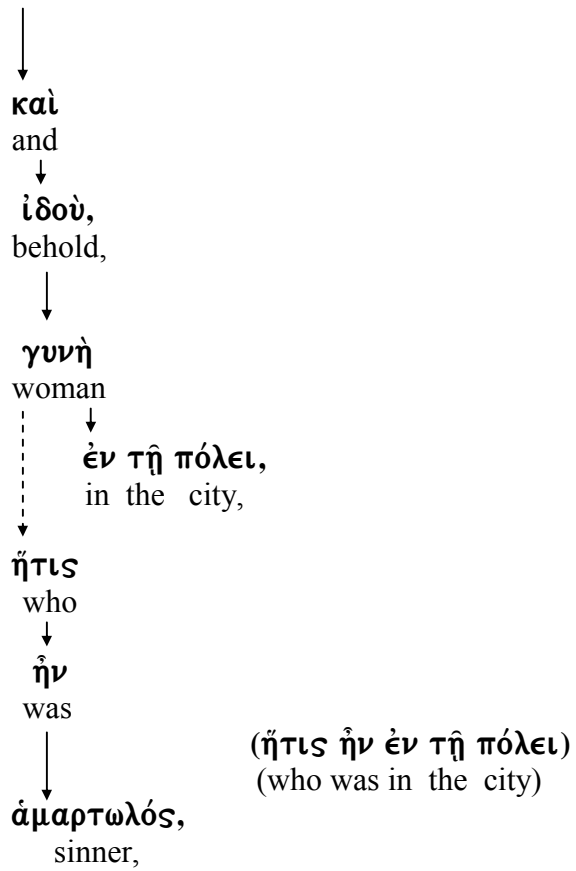 καὶ
and
ἰδοὺ,
behold,
γυνὴ
woman
ἐν τῇ πόλει,
in the city,
ἥτις
who
ἦν
was
(ἥτις ἦν ἐν τῇ πόλει)
(who was in the city)
ἁμαρτωλός,
sinner,